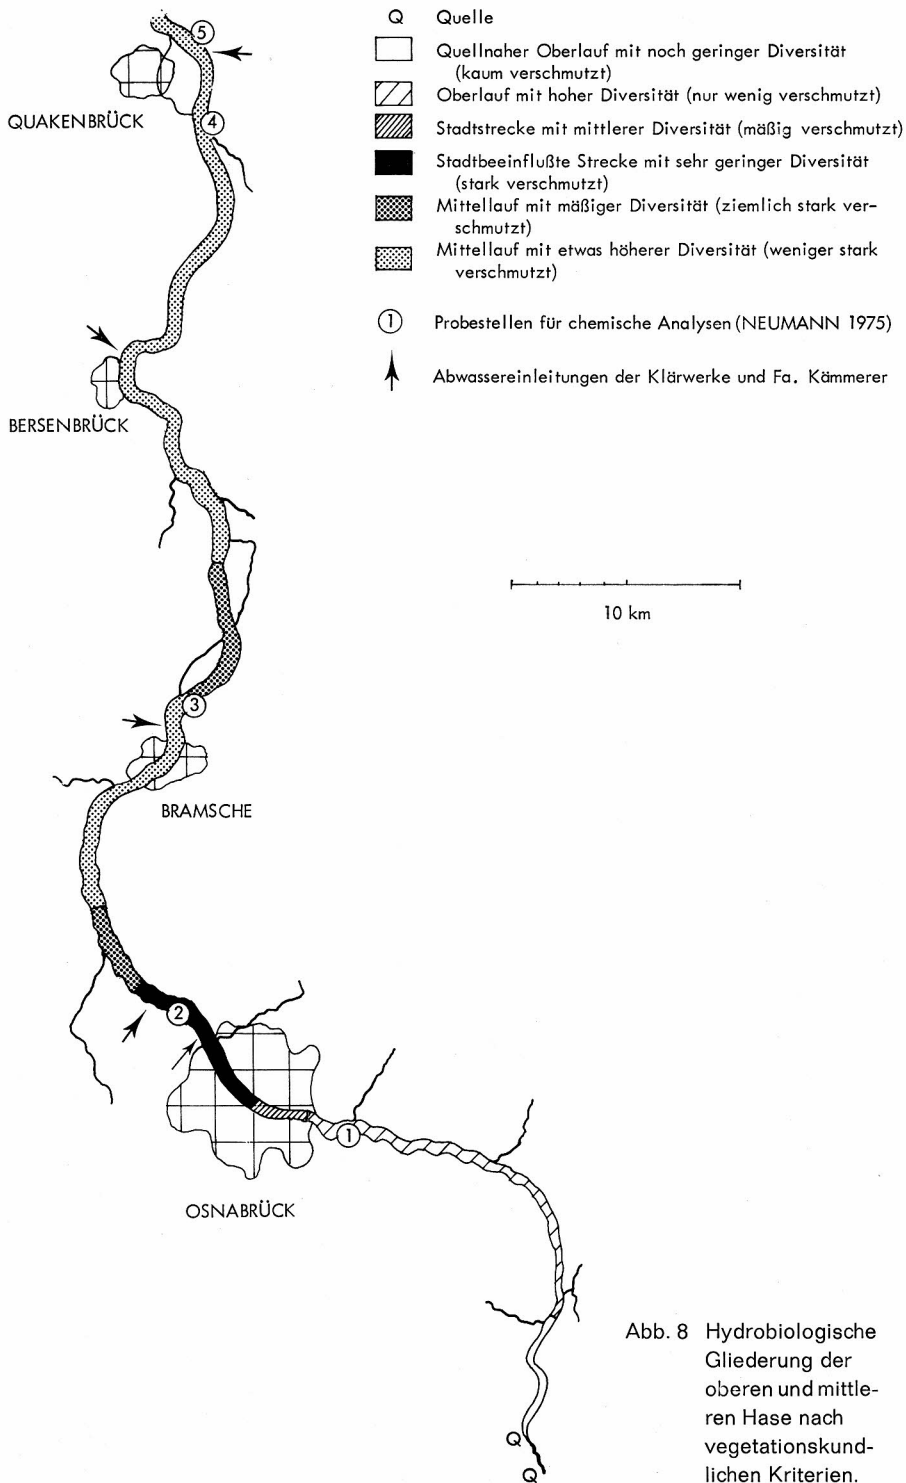 Q Quelle
Quellnaher Oberlauf mit noch geringer Diversität
(kaum verschmutzt)
Oberlauf mit hoher Diversität (nur wenig verschmutzt)
Stadtstrecke mit mittlerer Diversität (mäßig verschmutzt)
Stadtbeeinflußte Strecke mit sehr geringer Diversität
(stark verschmutzt)
Mittellauf mit mäßiger Diversität (ziemlich stark ver-
schmutzt)
Mittellauf mit etwas höherer Diversität (weniger stark
verschmutzt)
1 Probestellen für chemische Analysen (NEUMANN 1975)
Abwassereinleitungen der Klärwerke und Fa. Kämmerer
5
QUAKENBRÜCK
4
BERSENBRÜCK
10 km
3
BRAMSCHE
2
1
OSNABRÜCK
Q
Q
Abb. 8 Hydrobiologische
Gliederung der
oberen und mittle-
ren Hase nach
vegetationskund-
lichen Kriterien.